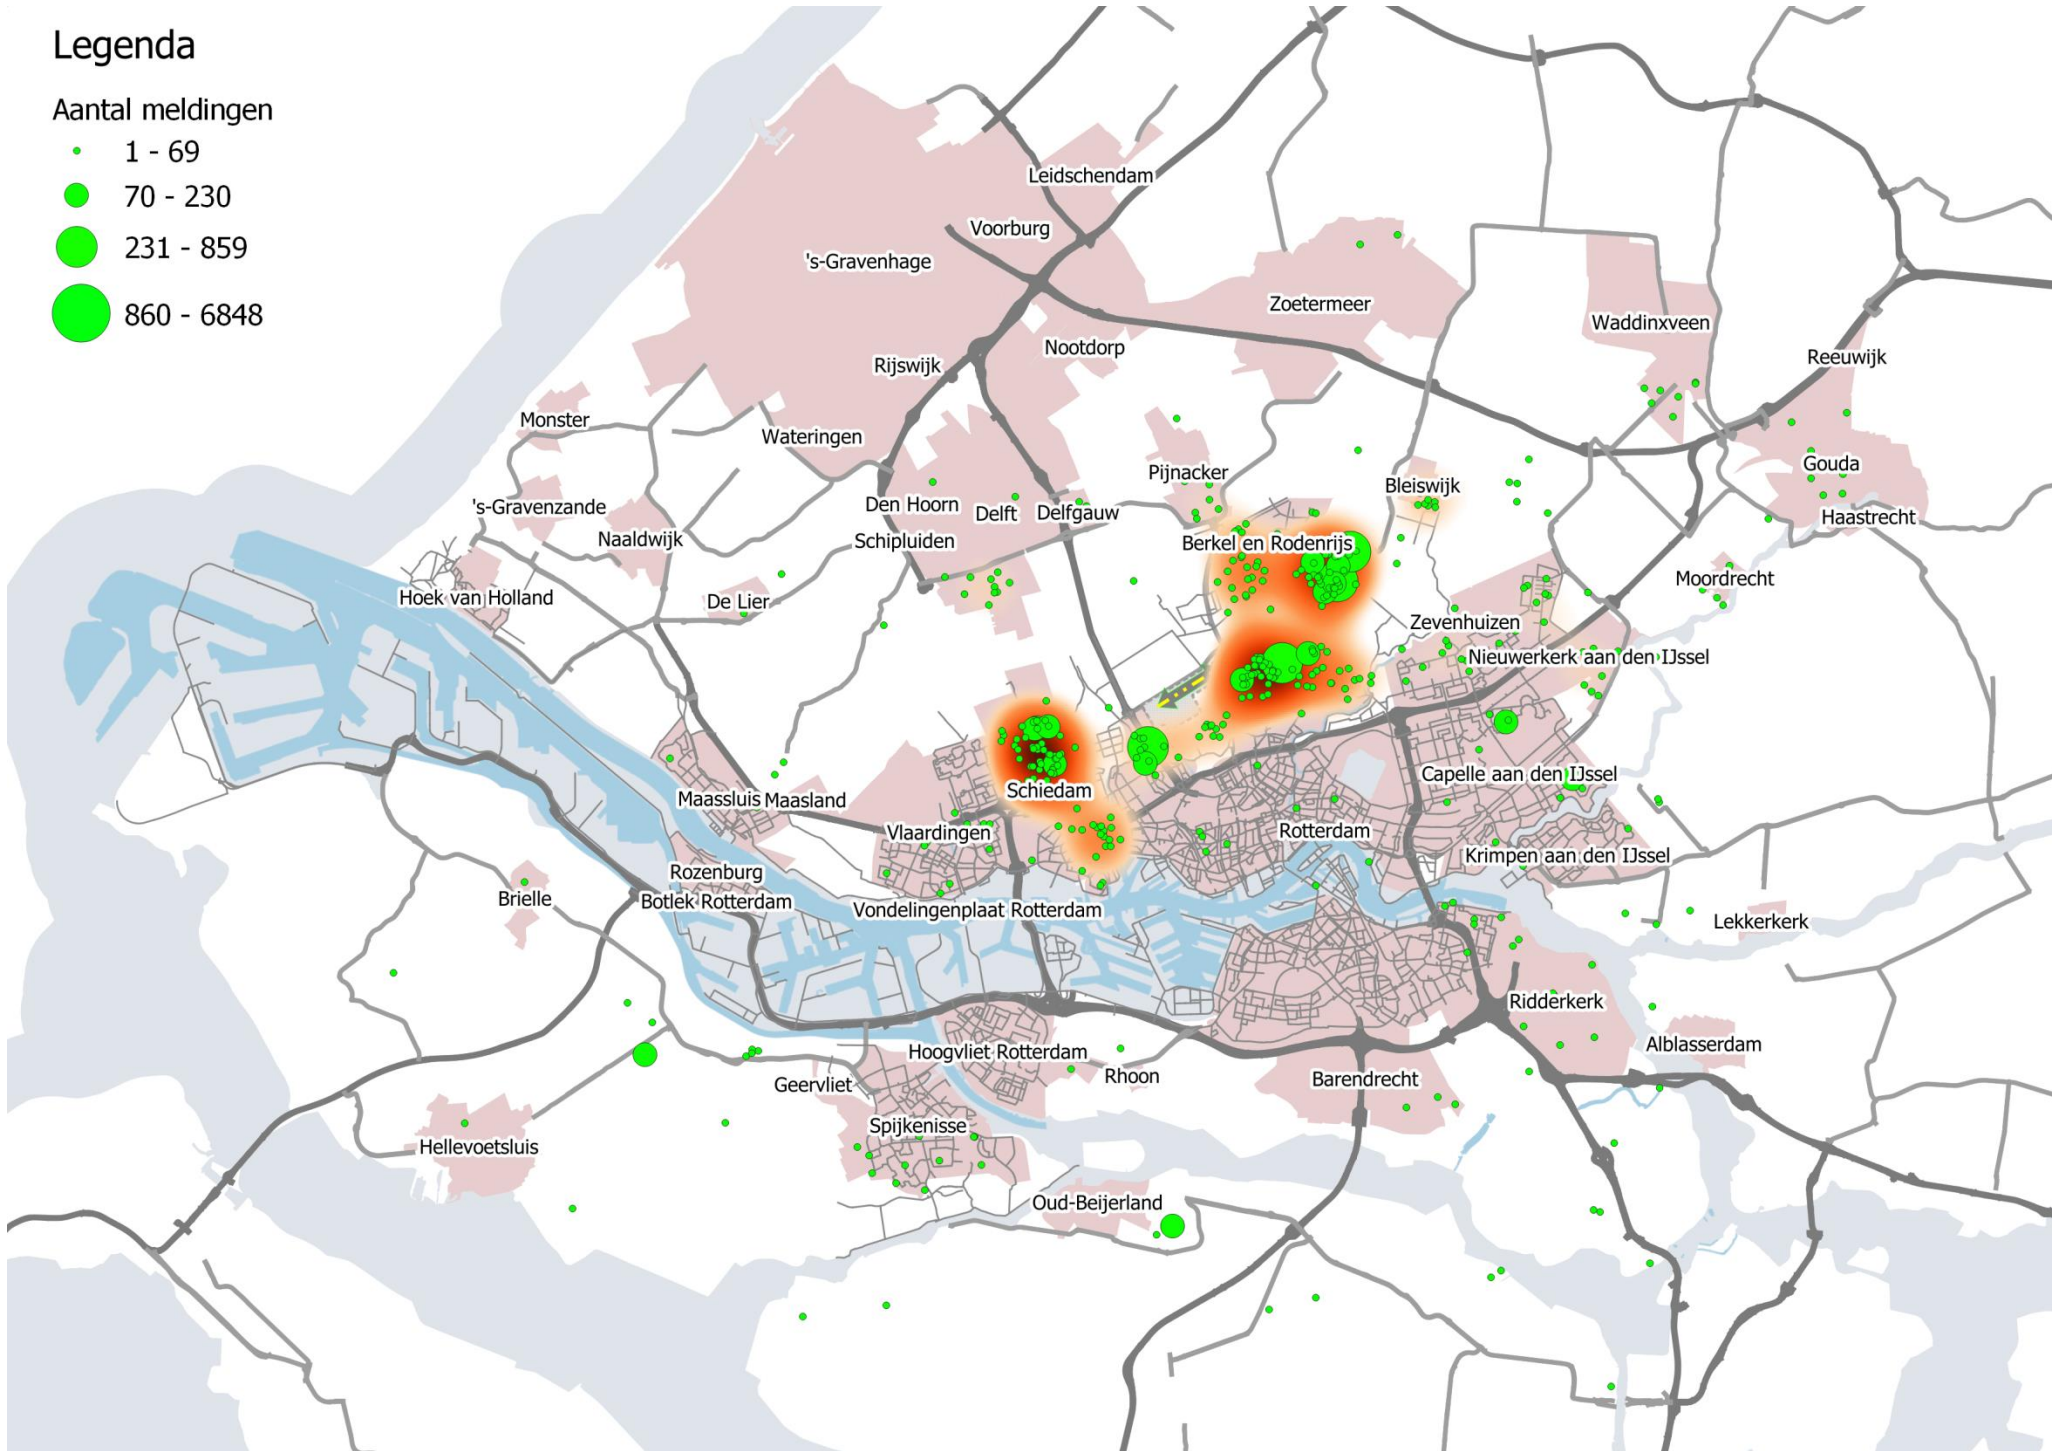 Legenda
Aantal meldingen
1 - 69
70 - 230
231 - 859
860 - 6848
Leidschendam
Voorburg
's-Gravenhage
Zoetermeer
Waddinxveen
Nootdorp
Reeuwijk
Rijswijk
Monster
Wateringen
Gouda
Pijnacker
Bleiswijk
's-Gravenzande
Den Hoorn
Delft
Delfgauw
Haastrecht
Naaldwijk
Schipluiden
Berkel en Rodenrijs
Moordrecht
Hoek van Holland
De Lier
Zevenhuizen
Nieuwerkerk aan den IJssel
Capelle aan den IJssel
Schiedam
Maassluis
Maasland
Vlaardingen
Rotterdam
Krimpen aan den IJssel
Rozenburg
Brielle
Botlek Rotterdam
Vondelingenplaat Rotterdam
Lekkerkerk
Ridderkerk
Alblasserdam
Hoogvliet Rotterdam
Rhoon
Barendrecht
Geervliet
Spijkenisse
Hellevoetsluis
Oud-Beijerland